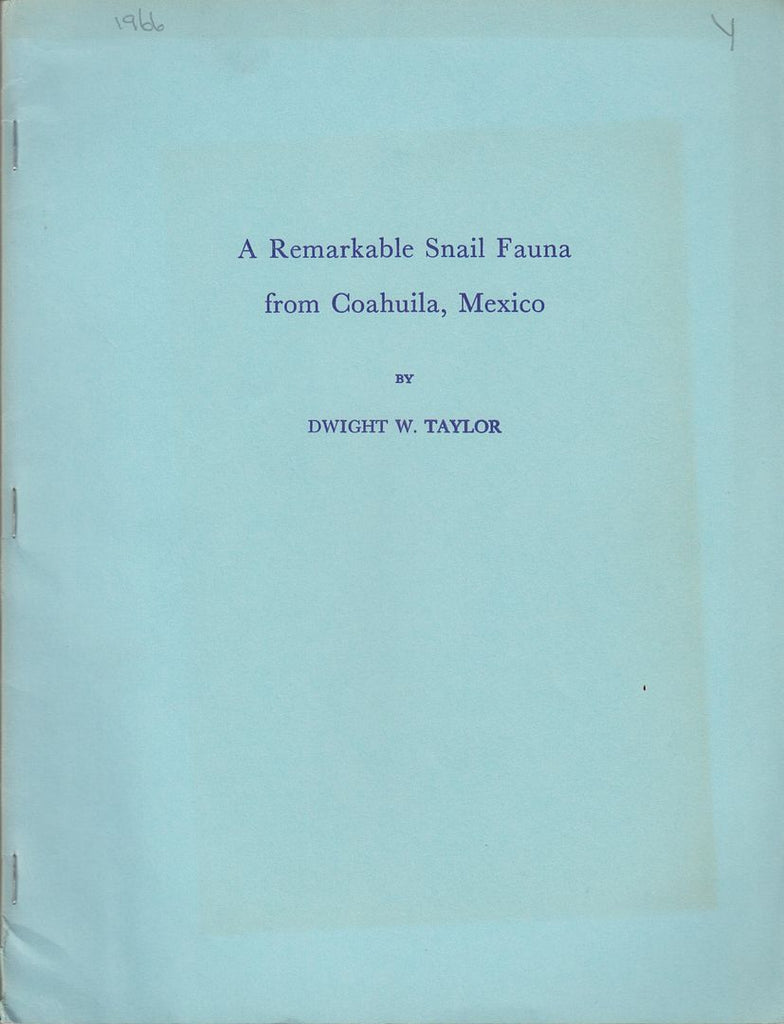 1966
Y
A Remarkable Snail Fauna
from Coahuila, Mexico
BY
DWIGHT W. TAYLOR